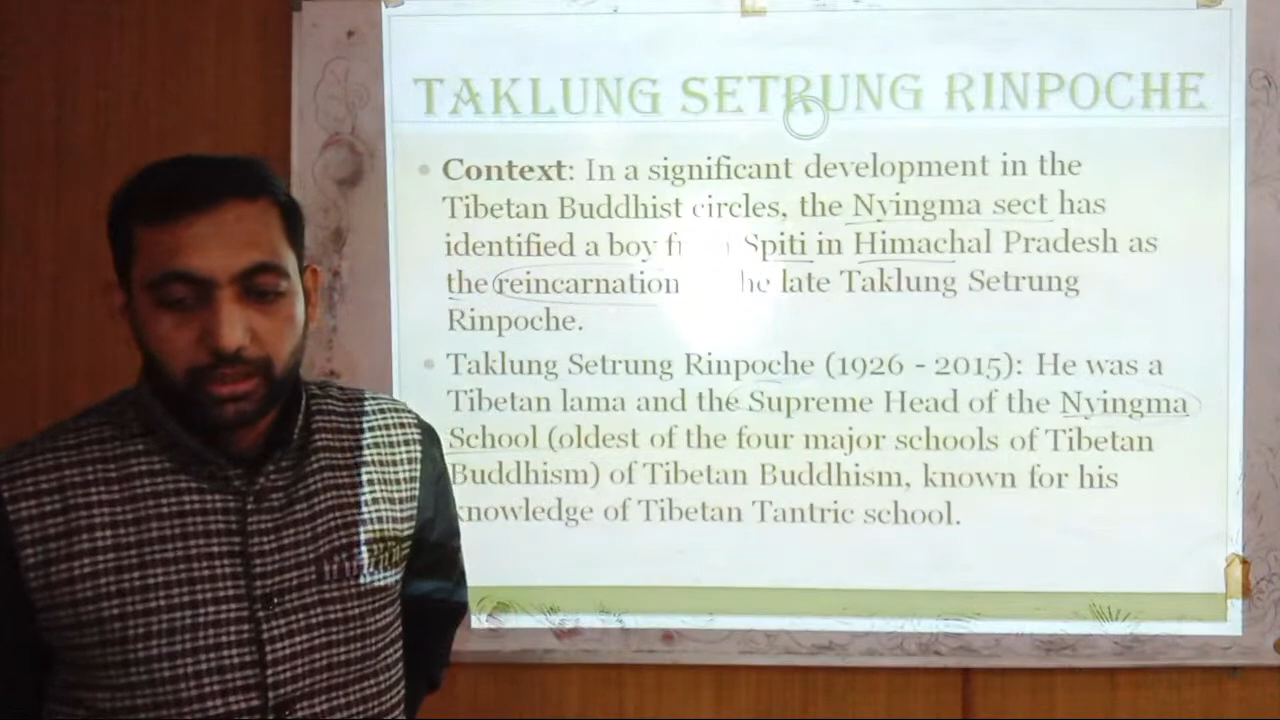 TAKLUNG SETRUNG RINPOCHE
Context: In a significant development in the
Tibetan Buddhist circles, the Nyingma sect has
identified a boy Spiti in Himachal Pradesh as
the reincarnation late Taklung Setrung
Rinpoche.
Taklung Setrung Rinpoche (1926 - 2015): He was a
Tibetan lama and the Supreme Head of the Nyingma
School (oldest of the four major schools of Tibetan
Buddhism) of Tibetan Buddhism, known for his
knowledge of Tibetan Tantric school.